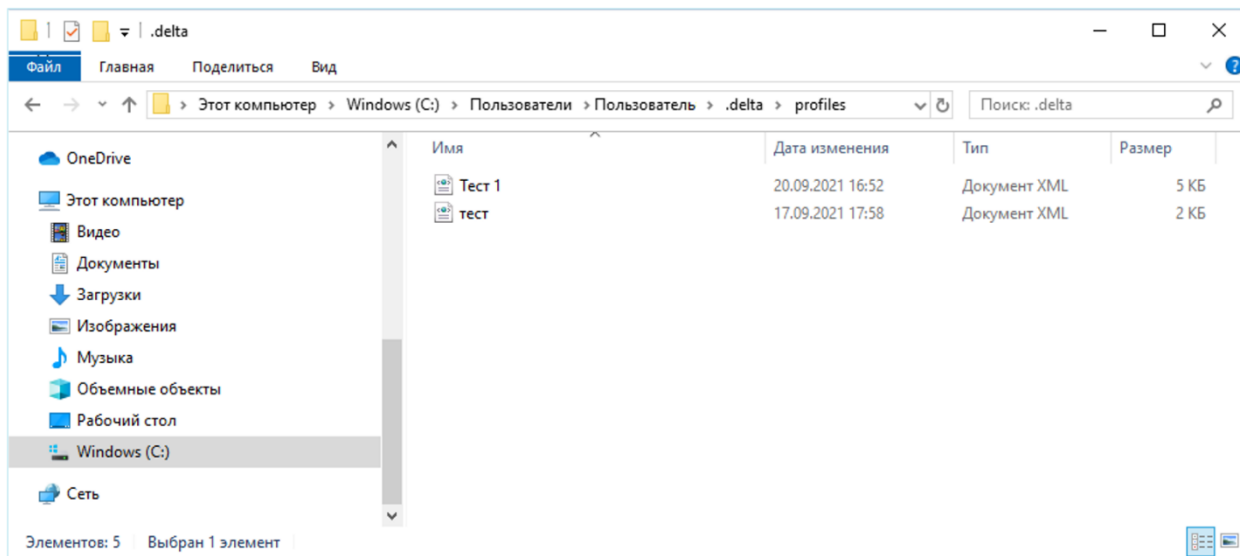 .delta
Файл Главная Поделиться Вид
Этот компьютер > Windows (C:) > Пользователи > Пользователь > .delta > profiles Поиск: .delta
Имя Дата изменения Тип Размер
Тест 1 20.09.2021 16:52 Документ XML 5 КБ
тест 17.09.2021 17:58 Документ XML 2 КБ
OneDrive
Этот компьютер
Видео
Документы
Загрузки
Изображения
Музыка
Объемные объекты
Рабочий стол
Windows (C:)
Сеть
Элементов: 5 Выбран 1 элемент